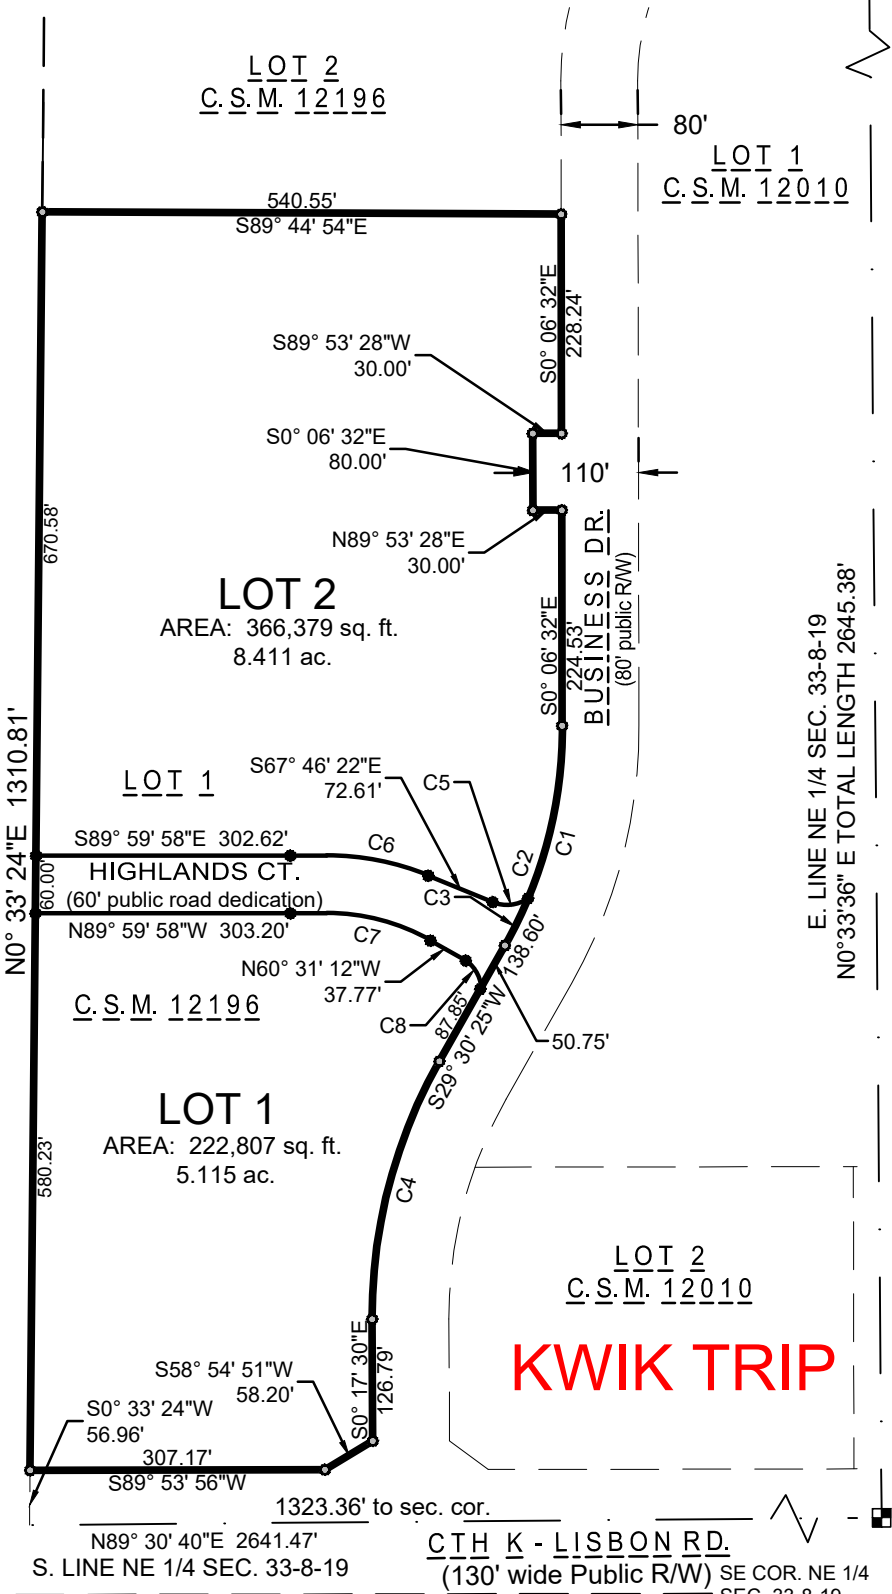 LOT 2
C.S.M. 12196
80'
LOT 1
C.S.M. 12010
540.55'
S89° 44' 54"E
S0° 06' 32"E
228.24'
S89° 53' 28"W
30.00'
S0° 06' 32"E
80.00'
110'
N89° 53' 28"E
30.00'
670.58'
LOT 2
AREA: 366,379 sq. ft.
8.411 ac.
S0° 06' 32"E
224.53'
BUSINESS DR.
(80' public R/W)
E. LINE NE 1/4 SEC. 33-8-19
N0°33'36" E TOTAL LENGTH 2645.38'
N0° 33' 24"E 1310.81'
LOT 1
S67° 46' 22"E
72.61'
C5
C1
C2
S89° 59' 58"E 302.62'
C6
HIGHLANDS CT.
60.00'
(60' public road dedication)
C3
N89° 59' 58"W 303.20'
C7
N60° 31' 12"W
37.77'
C.S.M. 12196
C8
87.85'
S29° 30' 25"W 138.60'
50.75'
LOT 1
AREA: 222,807 sq. ft.
5.115 ac.
580.23'
C4
LOT 2
C.S.M. 12010
KWIK TRIP
S0° 17' 30"E
126.79'
S58° 54' 51"W
58.20'
S0° 33' 24"W
56.96'
307.17'
S89° 53' 56"W
1323.36' to sec. cor.
N89° 30' 40"E 2641.47'
S. LINE NE 1/4 SEC. 33-8-19
CTH K - LISBON RD.
(130' wide Public R/W)
SE COR. NE 1/4
SEC. 33-8-19